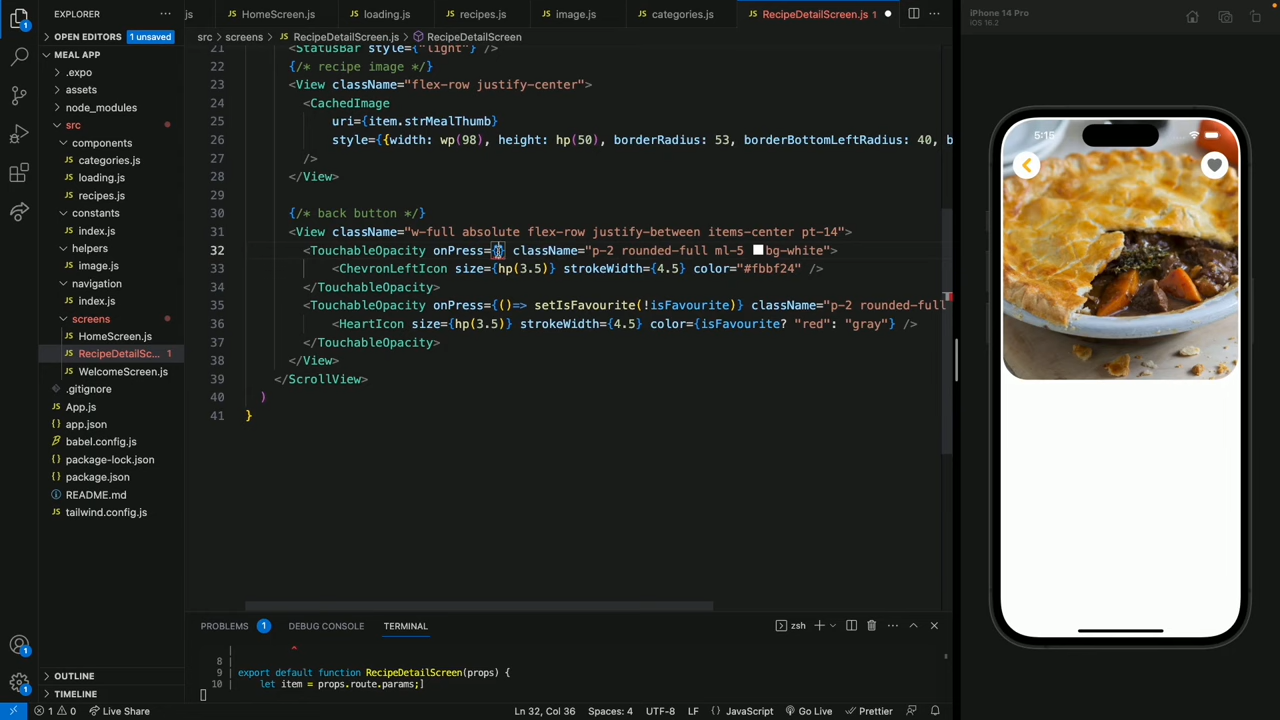 EXPLORER
js
HomeScreen.js
loading.js
recipes.js
image.js
categories.js
RecipeDetailScreen.js 1
iPhone 14 Pro
iOS 16.2
OPEN EDITORS 1 unsaved
src > screens > RecipeDetailScreen.js > RecipeDetailScreen
MEAL APP
.expo
assets
node_modules
src
components
categories.js
loading.js
recipes.js
constants
index.js
helpers
image.js
navigation
index.js
screens
HomeScreen.js
RecipeDetailSc... 1
WelcomeScreen.js
.gitignore
App.js
app.json
babel.config.js
package-lock.json
package.json
README.md
tailwind.config.js
OUTLINE
TIMELINE
21 <StatusBar style={"light"} />
22 {/* recipe image */}
23 <View className="flex-row justify-center">
24 <CachedImage
25 uri={item.strMealThumb}
26 style={{width: wp(98), height: hp(50), borderRadius: 53, borderBottomLeftRadius: 40, b
27 />
28 </View>
29
30 {/* back button */}
31 <View className="w-full absolute flex-row justify-between items-center pt-14">
32 <TouchableOpacity onPress={} className="p-2 rounded-full ml-5 bg-white">
33 <ChevronLeftIcon size={hp(3.5)} strokeWidth={4.5} color="#fbbf24" />
34 </TouchableOpacity>
35 <TouchableOpacity onPress={()=> setIsFavourite(!isFavourite)} className="p-2 rounded-full
36 <HeartIcon size={hp(3.5)} strokeWidth={4.5} color={isFavourite? "red": "gray"} />
37 </TouchableOpacity>
38 </View>
39 </ScrollView>
40 )
41 }
5:15
PROBLEMS 1 DEBUG CONSOLE TERMINAL
zsh
| ^
8 |
9 | export default function RecipeDetailScreen(props) {
10 | let item = props.route.params;]
1 0 Live Share
Ln 32, Col 36 Spaces: 4 UTF-8 LF {} JavaScript Go Live Prettier
1
1
1